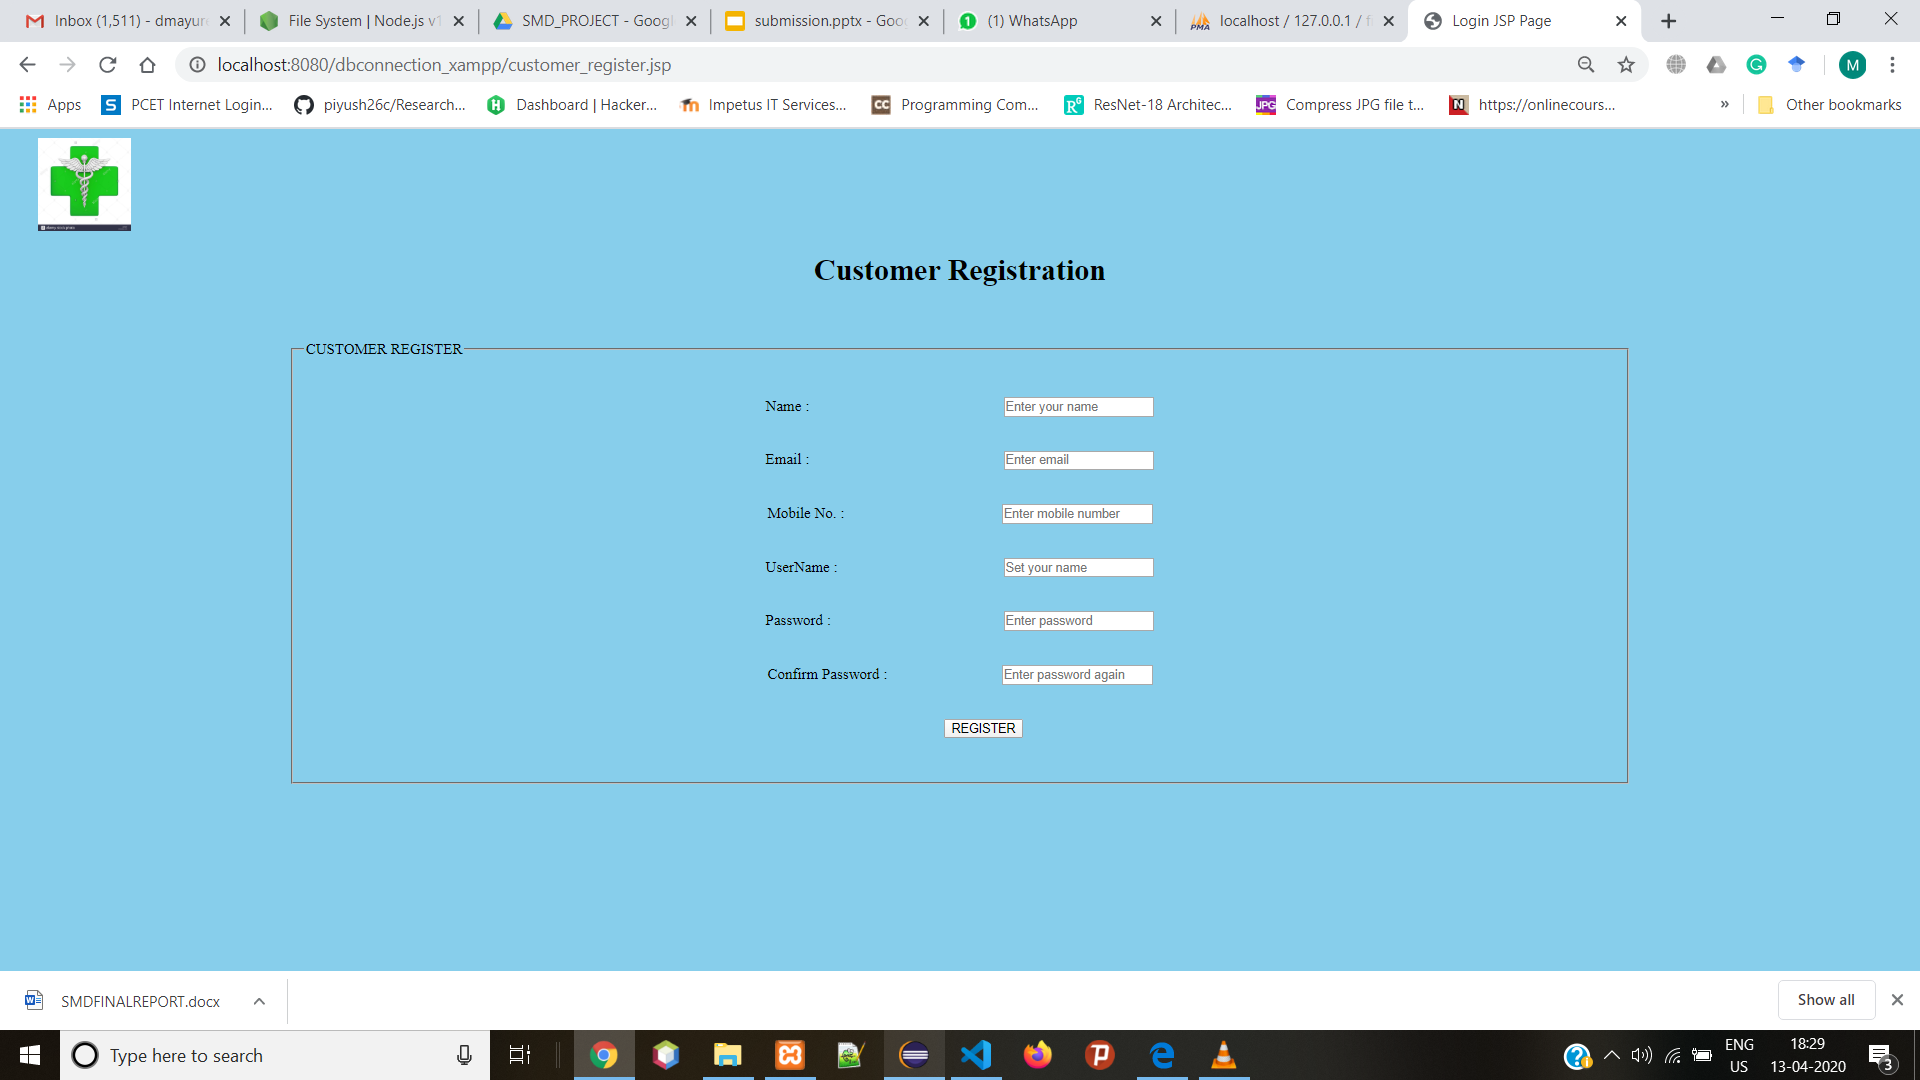 Inbox (1,511) - dmayur
File System | Node.js v1
SMD_PROJECT - Googl
submission.pptx - Goog
(1) WhatsApp
localhost / 127.0.0.1 / f
Login JSP Page
localhost:8080/dbconnection_xampp/customer_register.jsp
M
Apps
PCET Internet Login...
piyush26c/Research...
Dashboard | Hacker...
Impetus IT Services...
Programming Com...
ResNet-18 Architec...
Compress JPG file t...
https://onlinecours...
»
Other bookmarks
Customer Registration
CUSTOMER REGISTER
Name : Enter your name
Email : Enter email
Mobile No. : Enter mobile number
UserName : Set your name
Password : Enter password
Confirm Password : Enter password again
REGISTER
SMDFINALREPORT.docx
Show all
Type here to search
ENG
US
18:29
13-04-2020
3